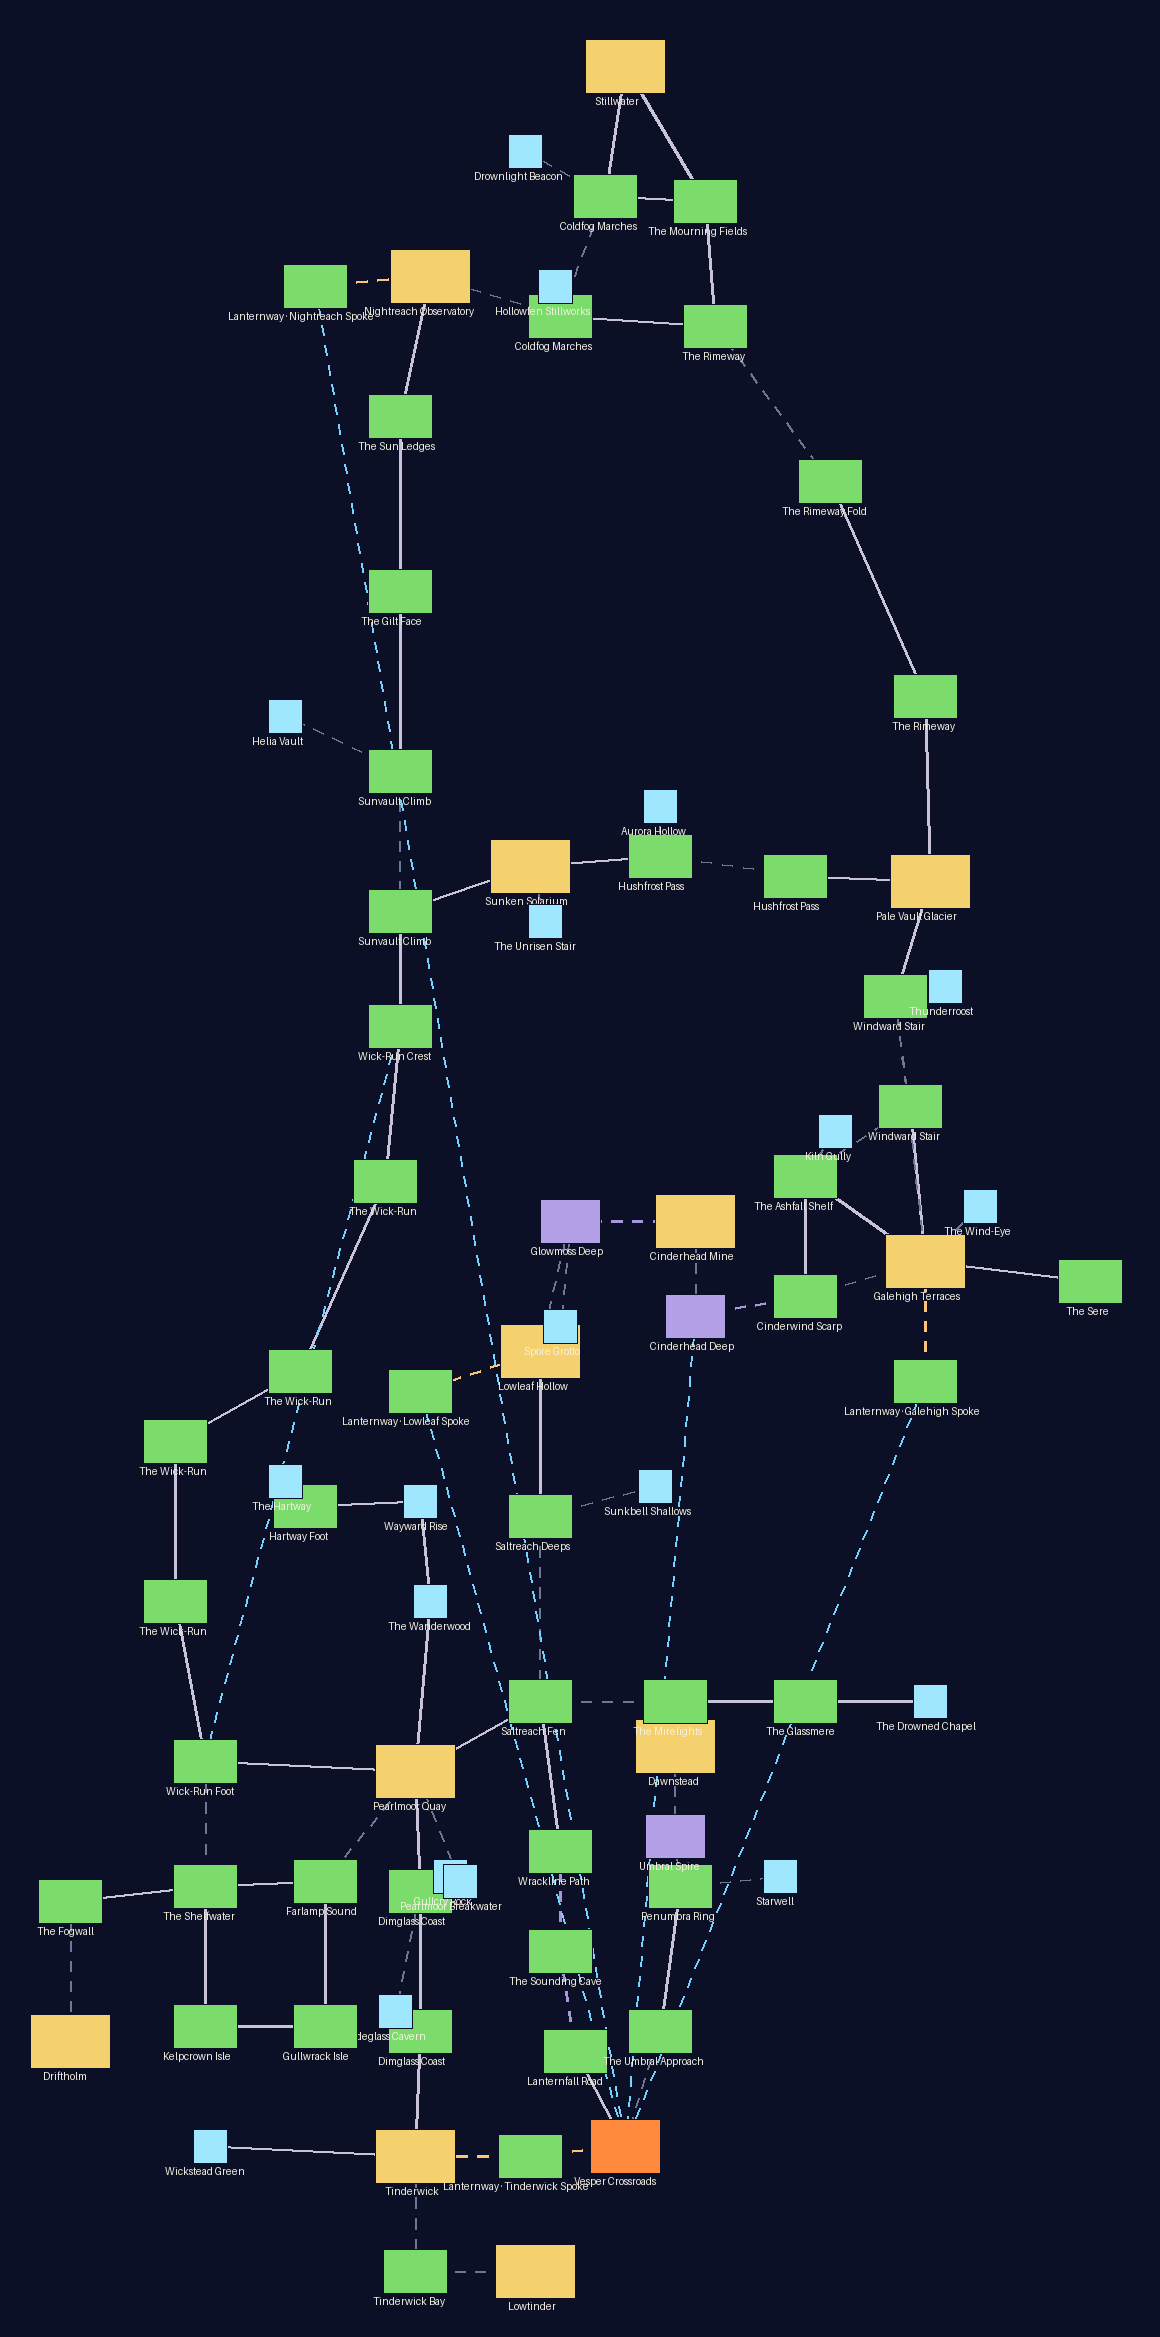 Stillwater
Drownlight Beacon
Coldfog Marches
The Mourning Fields
Lanternway · Nightreach Spoke
Nightreach Observatory
Hollowfen Stillworks
Coldfog Marches
The Rimeway
The Sun Ledges
The Rimeway Fold
The Gilt Face
The Rimeway
Helia Vault
Sunvault Climb
Aurora Hollow
Hushfrost Pass
Sunken Solarium
Hushfrost Pass
Pale Vault Glacier
Sunvault Climb
The Unrisen Stair
Thunderroost
Windward Stair
Wick-Run Crest
Windward Stair
Kiln Gully
The Ashfall Shelf
The Wick-Run
The Wind-Eye
Glowmoss Deep
Cinderhead Mine
Galehigh Terraces
The Sere
Cinderwind Scarp
Cinderhead Deep
Spore Grotto
Lowleaf Hollow
The Wick-Run
Lanternway · Lowleaf Spoke
Lanternway · Galehigh Spoke
The Wick-Run
The Hartway
Hartway Foot
Wayward Rise
Sunkbell Shallows
Saltreach Deeps
The Wick-Run
The Wanderwood
Saltreach Fen
The Mirelights
The Glassmere
The Drowned Chapel
Dawnstead
Wick-Run Foot
Pearlmoor Quay
Umbral Spire
Wrackline Path
Gullcry Rock
Pearlmoor Breakwater
Starwell
The Fogwall
The Shelfwater
Farlamp Sound
Dimglass Coast
Penumbra Ring
The Sounding Cave
Kelpcrown Isle
Gullwrack Isle
deglass Cavern
Dimglass Coast
The Umbral Approach
Driftholm
Lanternfall Road
Wickstead Green
Tinderwick
Lanternway · Tinderwick Spoke
Vesper Crossroads
Tinderwick Bay
Lowtinder